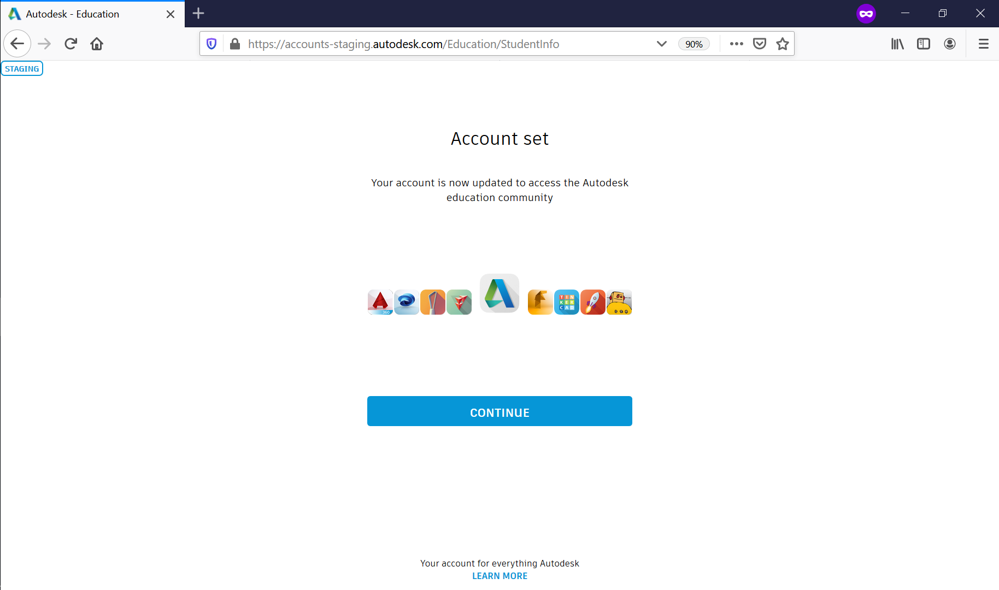 Autodesk - Education
https://accounts-staging.autodesk.com/Education/StudentInfo
90%
STAGING
Account set
Your account is now updated to access the Autodesk
education community
360
TIN
KER
CAD
CONTINUE
Your account for everything Autodesk
LEARN MORE